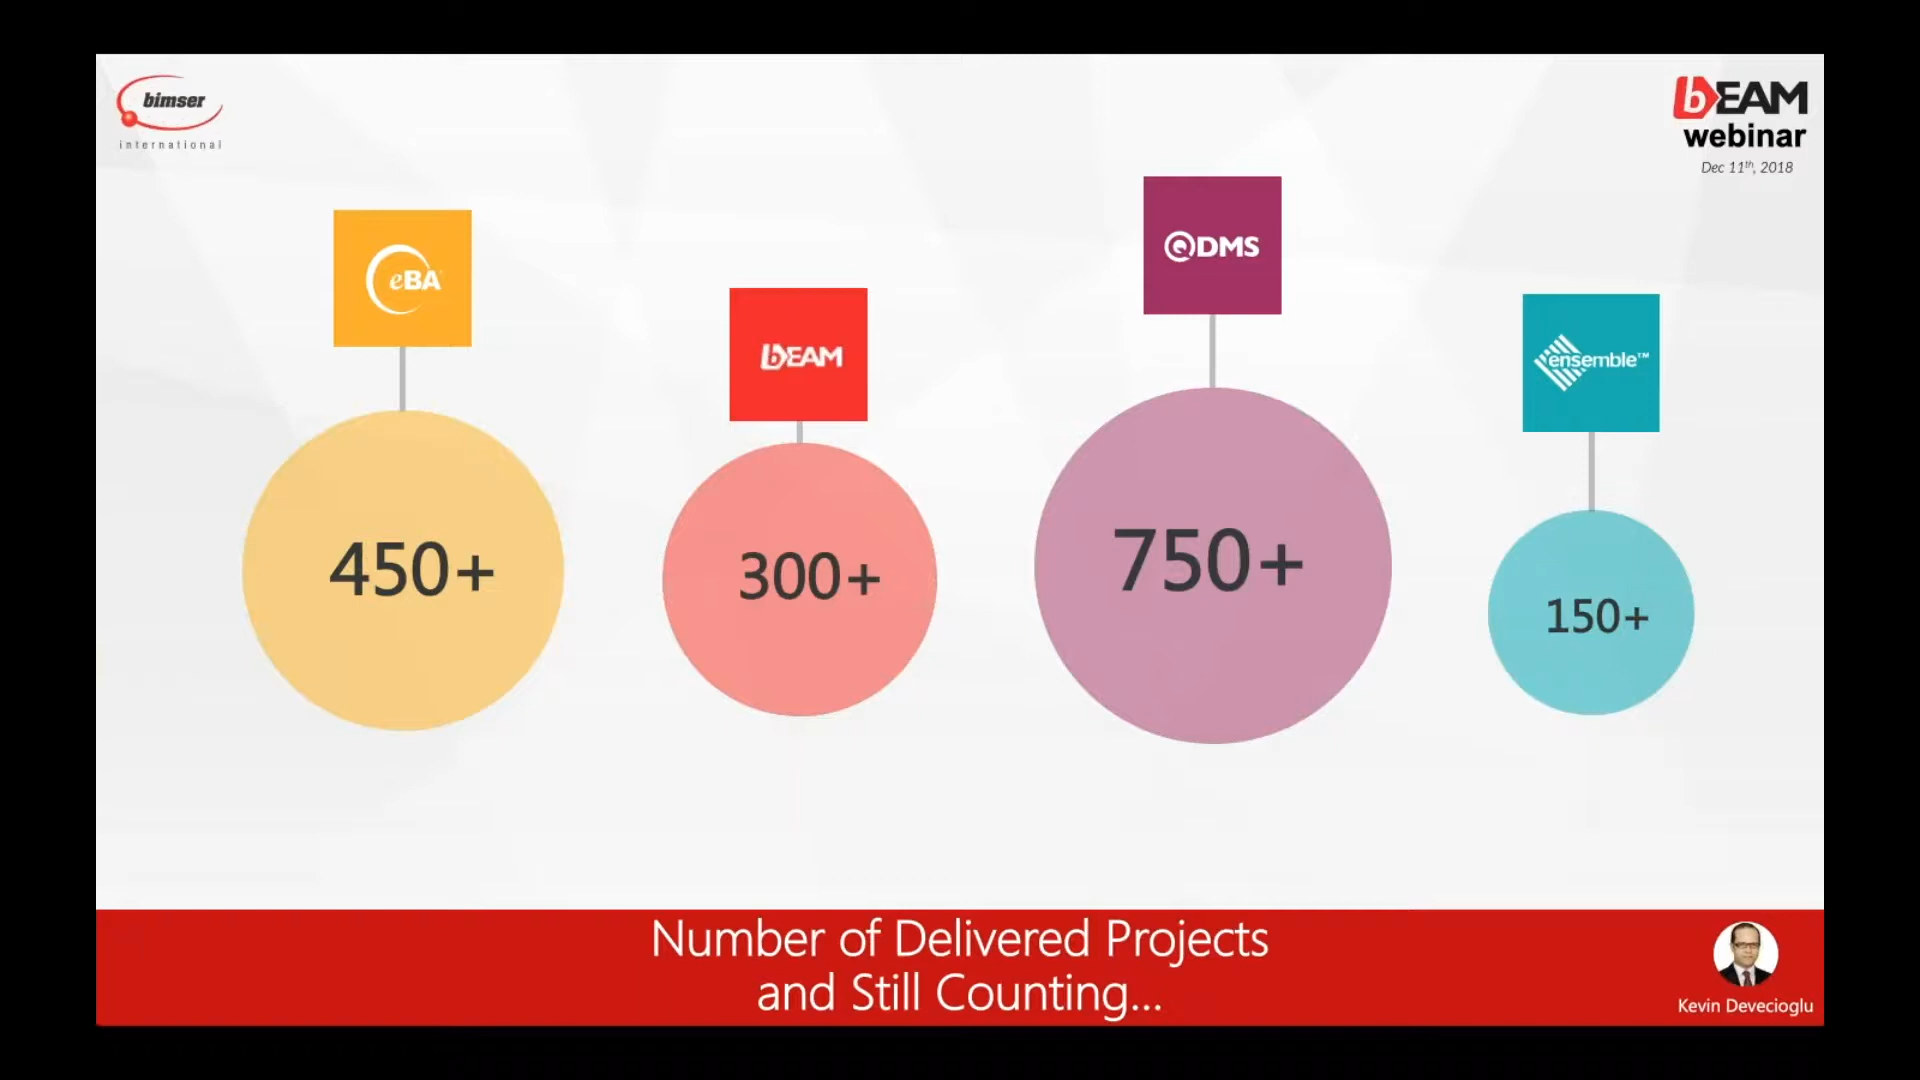 bimser
international
bEAM
webinar
Dec 11th, 2018
eBA
bEAM
QDMS
ensemble™
450+
300+
750+
150+
Number of Delivered Projects
and Still Counting...
Kevin Devecioglu